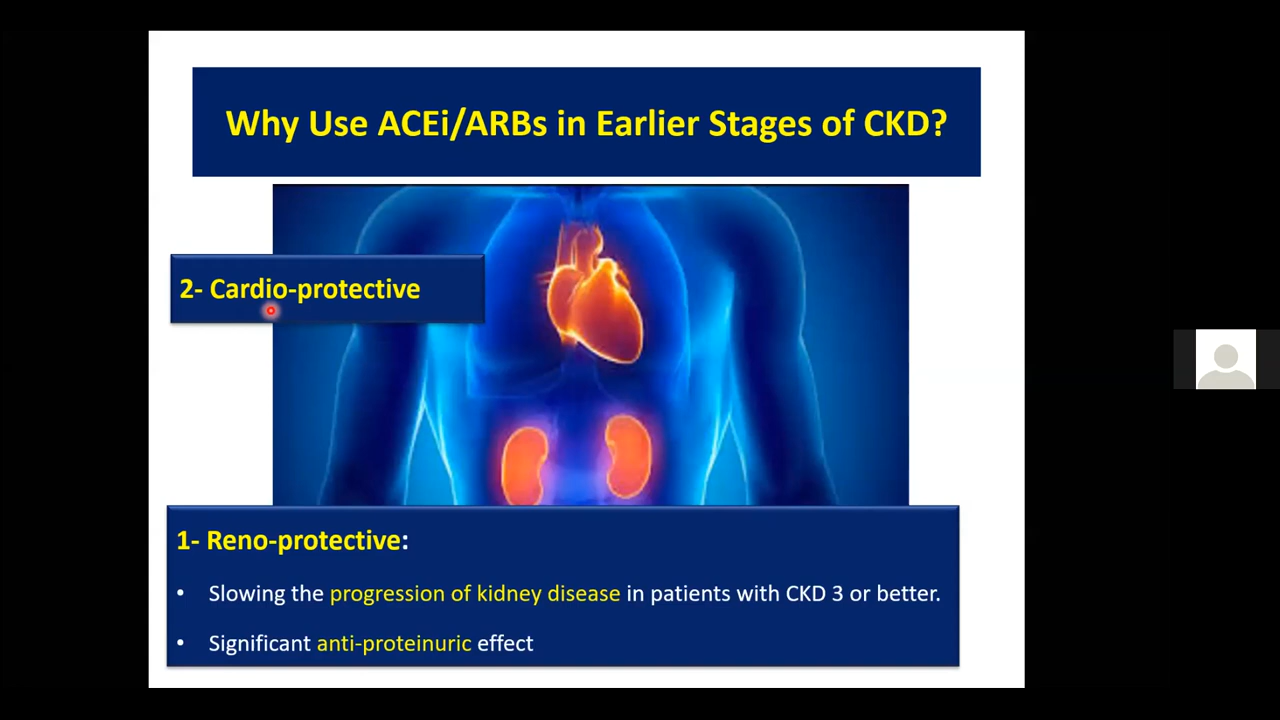 Why Use ACEi/ARBs in Earlier Stages of CKD?
2- Cardio-protective
1- Reno-protective:
• Slowing the progression of kidney disease in patients with CKD 3 or better.
• Significant anti-proteinuric effect